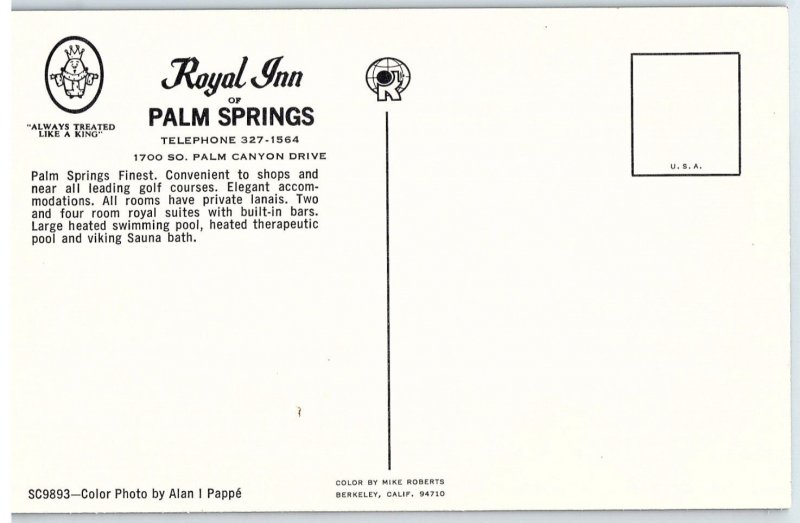 "ALWAYS TREATED
LIKE A KING"
Royal Inn
OF
PALM SPRINGS
TELEPHONE 327-1564
1700 SO. PALM CANYON DRIVE
Palm Springs Finest. Convenient to shops and
near all leading golf courses. Elegant accom-
modations. All rooms have private lanais. Two
and four room royal suites with built-in bars.
Large heated swimming pool, heated therapeutic
pool and viking Sauna bath.
SC9893—Color Photo by Alan I Pappé
R
COLOR BY MIKE ROBERTS
BERKELEY, CALIF. 94710
U.S.A.